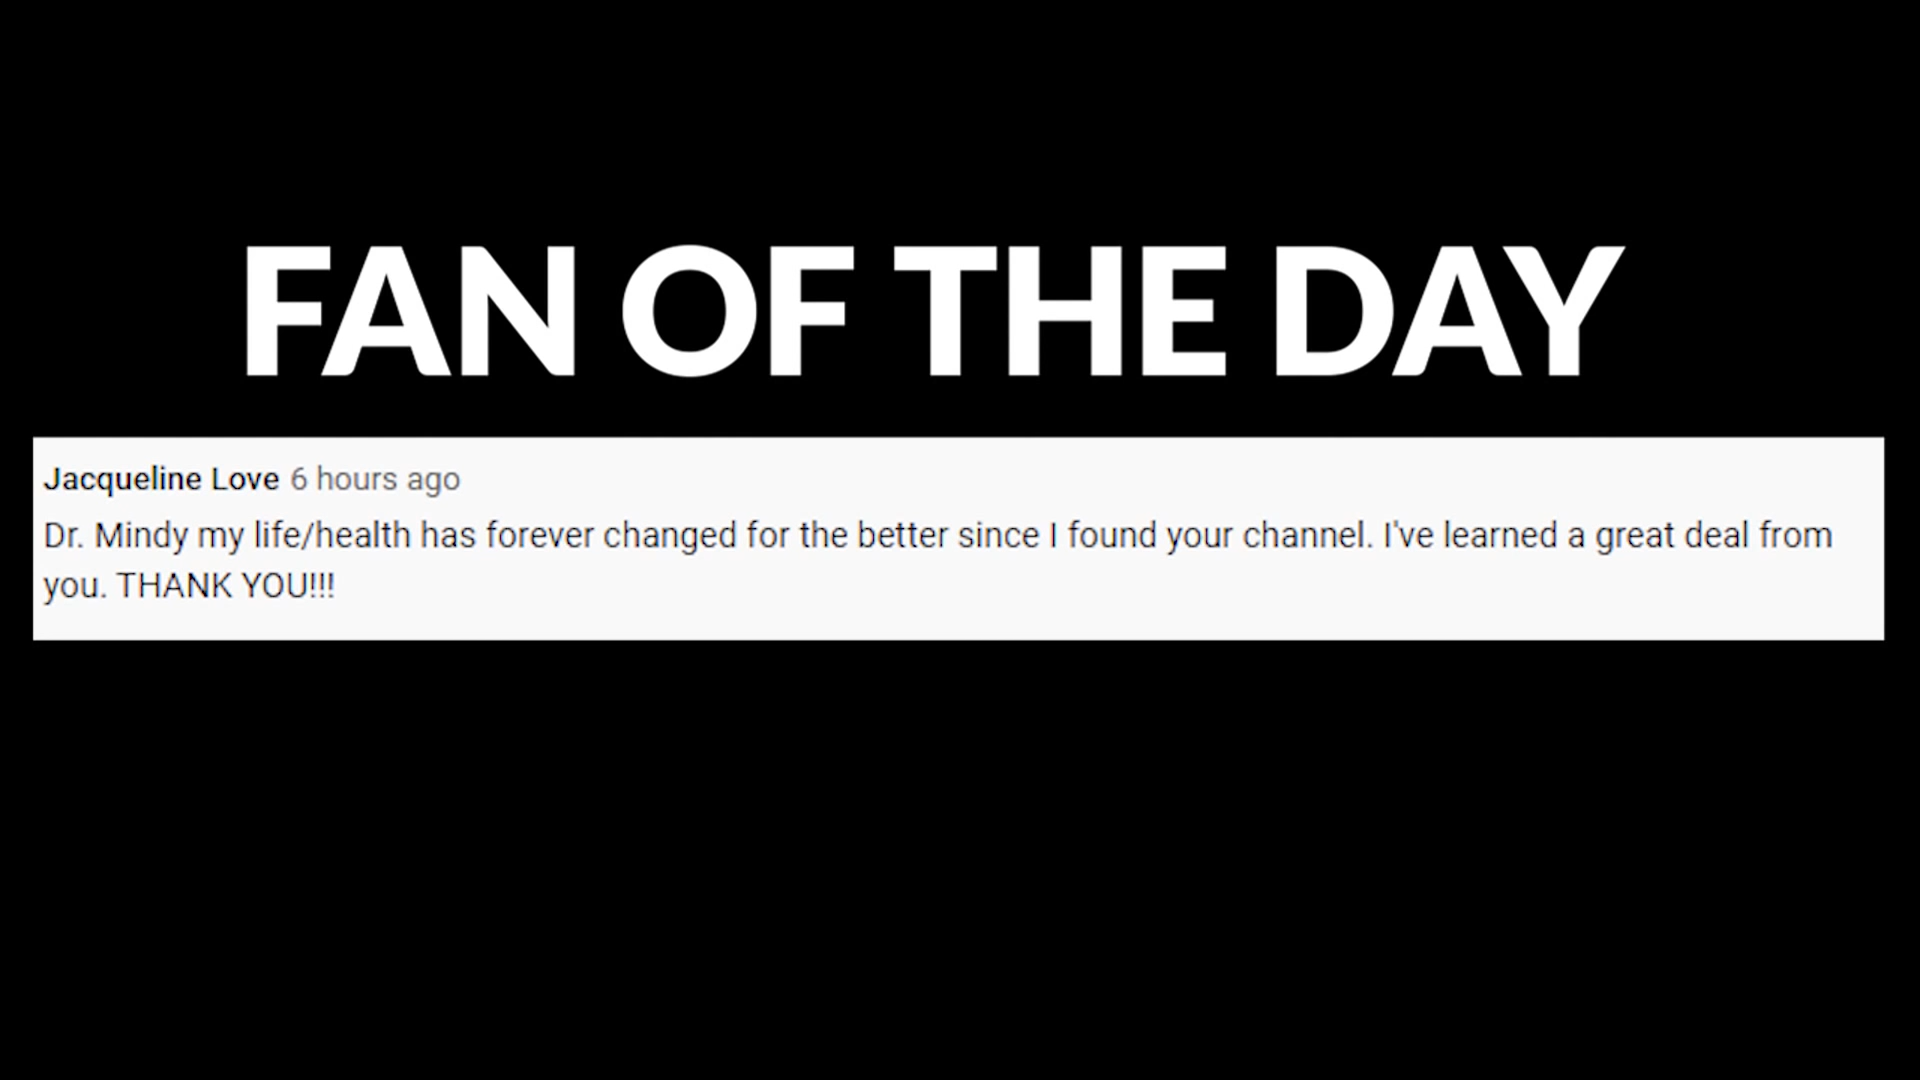 FAN OF THE DAY
Jacqueline Love 6 hours ago
Dr. Mindy my life/health has forever changed for the better since I found your channel. I've learned a great deal from
you. THANK YOU!!!